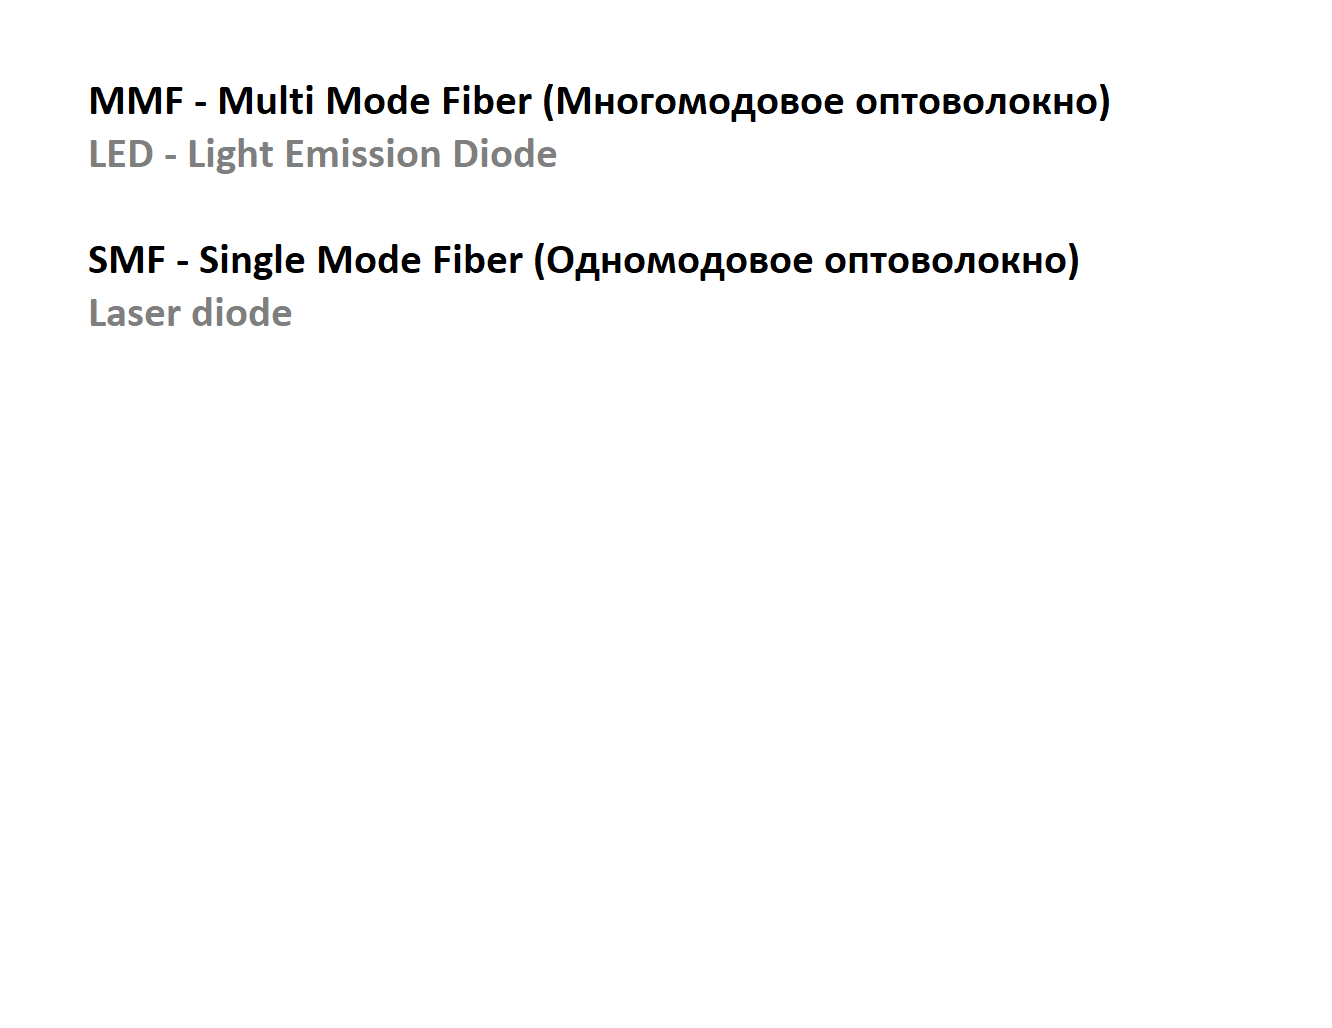 MMF - Multi Mode Fiber (Многомодовое оптоволокно)
LED - Light Emission Diode
SMF - Single Mode Fiber (Одномодовое оптоволокно)
Laser diode